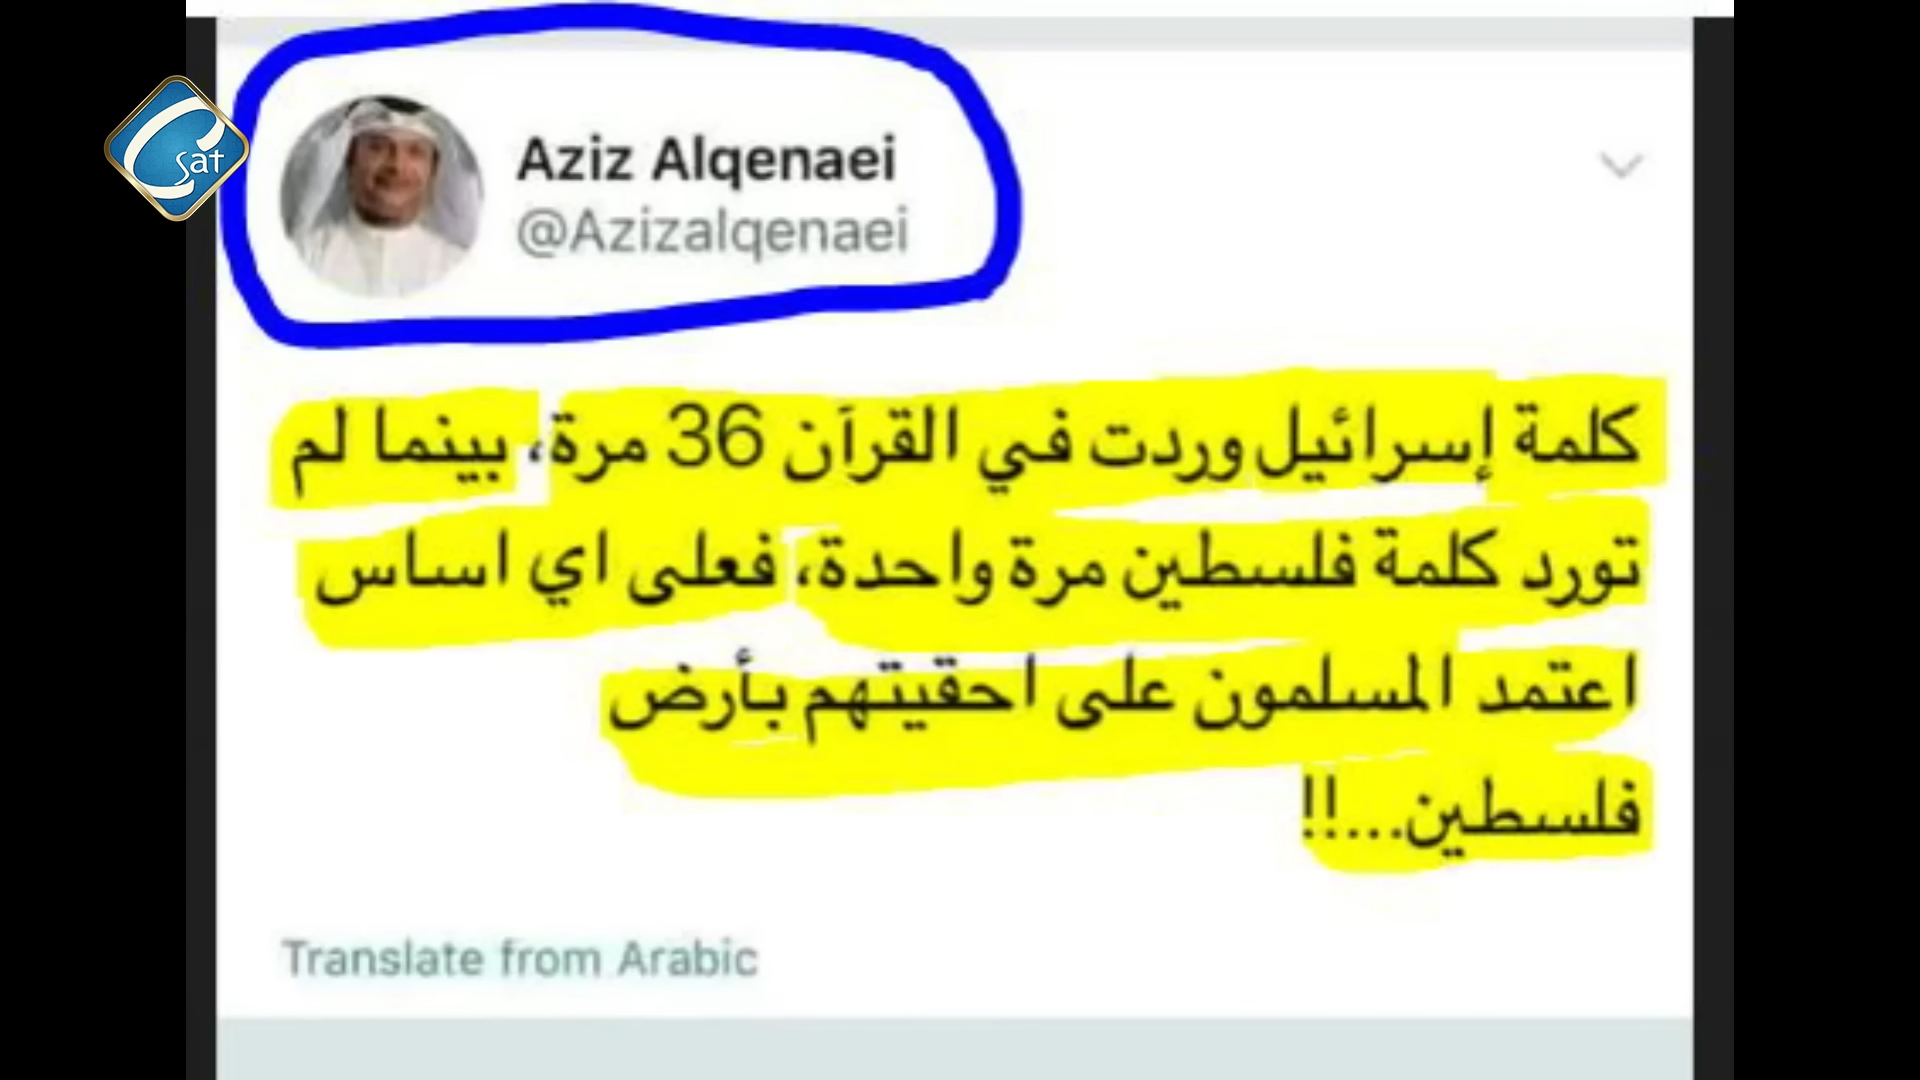 Csat
Aziz Alqenaei
@Azizalqenaei
كلمة إسرائيل وردت في القرآن 36 مرة، بينما لم
تورد كلمة فلسطين مرة واحدة، فعلى اي اساس
اعتمد المسلمون على احقيتهم بأرض
فلسطين...!!
Translate from Arabic